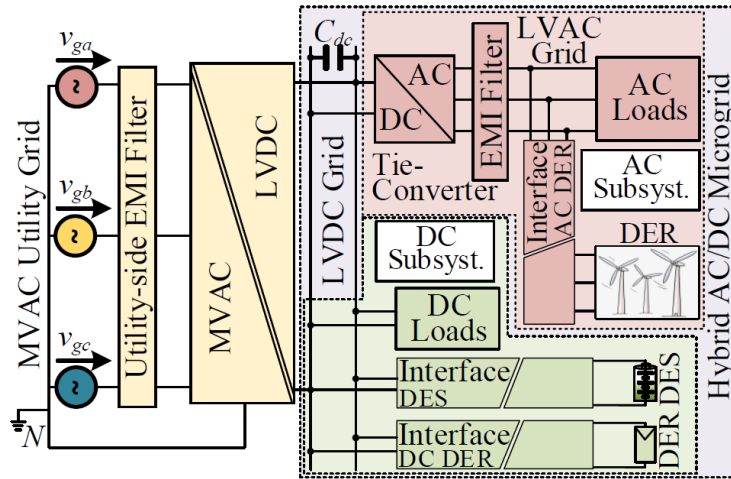 MVAC Utility Grid
v_ga
~
v_gb
~
v_gc
~
N
Utility-side EMI Filter
MVAC
LVDC
C_dc
LVDC Grid
AC
DC
Tie-
Converter
EMI Filter
LVAC
Grid
AC
Loads
Interface
AC DER
AC
Subsyst.
DER
DC
Subsyst.
DC
Loads
Interface
DES
Interface
DC DER
DES
DER
Hybrid AC/DC Microgrid